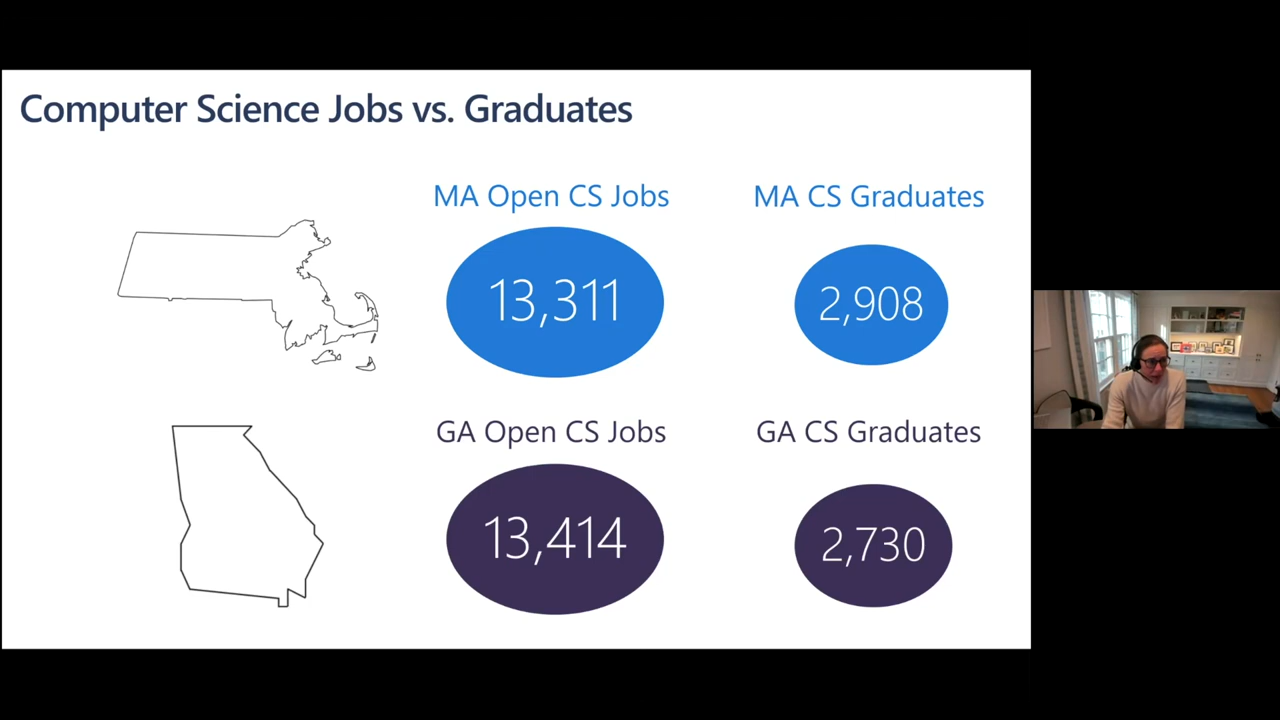 Computer Science Jobs vs. Graduates
MA Open CS Jobs
MA CS Graduates
13,311
2,908
GA Open CS Jobs
GA CS Graduates
13,414
2,730